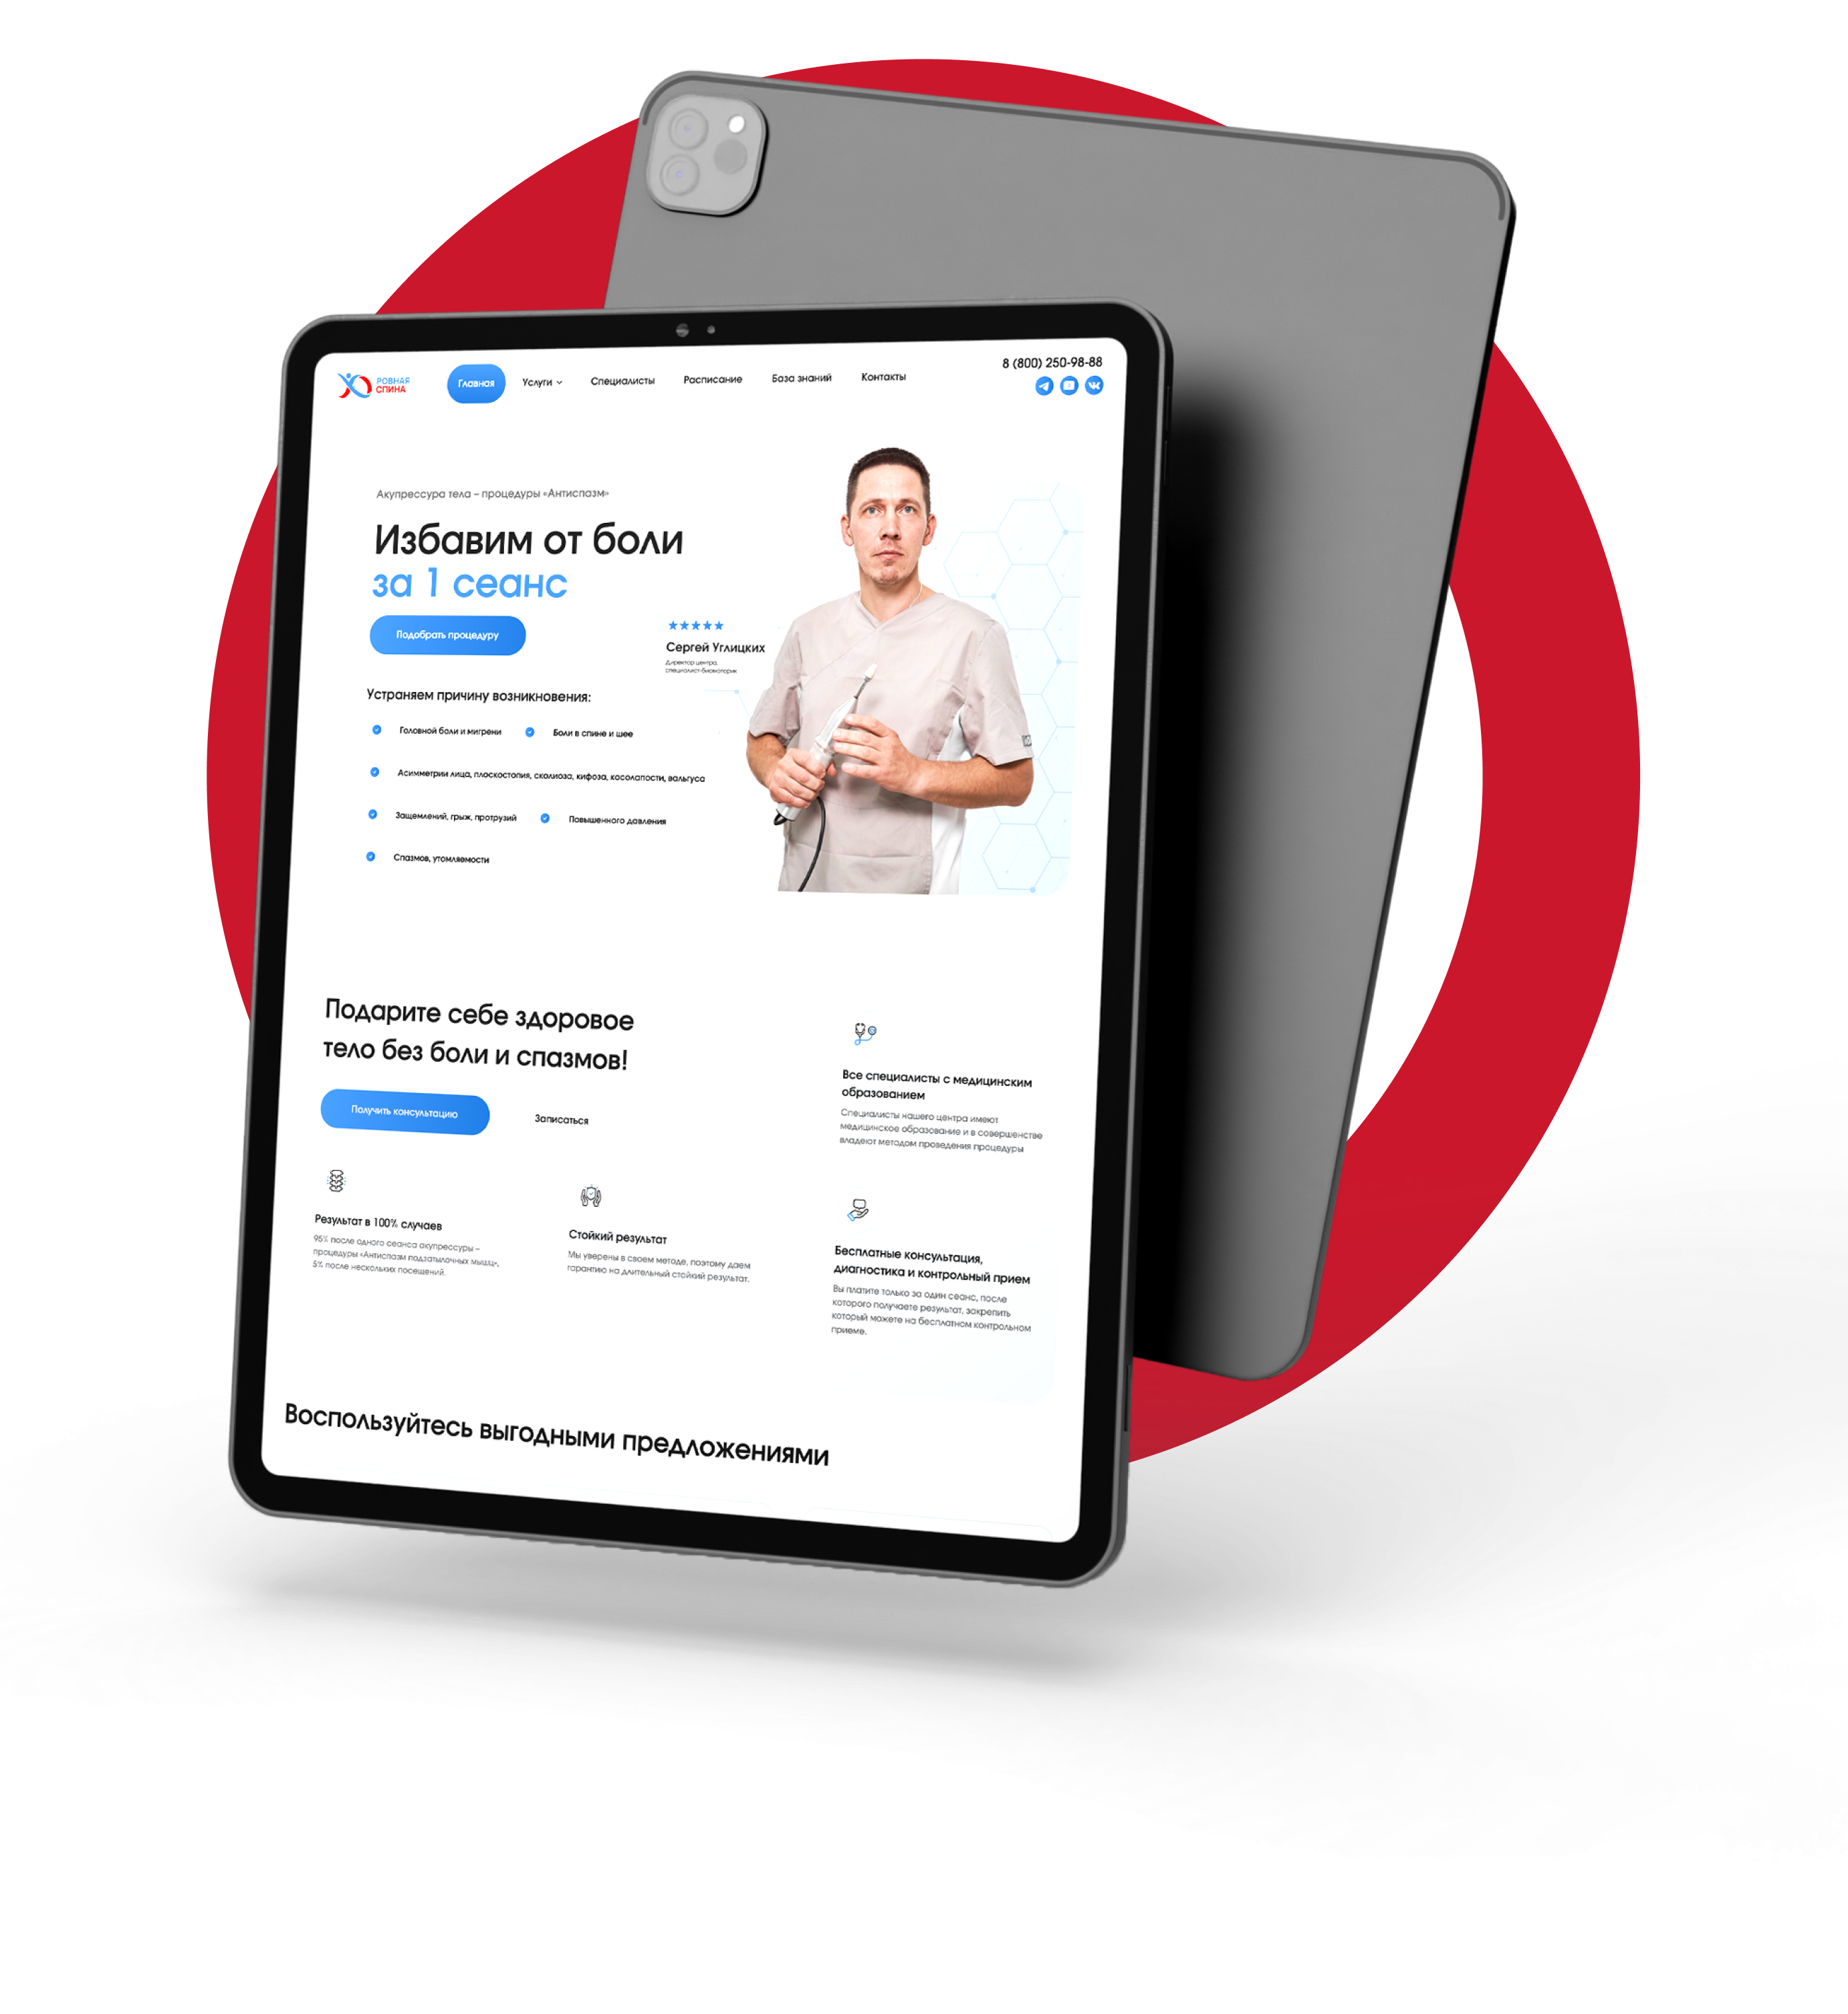 РОВНАЯ
СПИНА
Главная
Услуги
Специалисты
Расписание
База знаний
Контакты
8 (800) 250-98-88
Акупрессура тела – процедуры «Антиспазм»
Избавим от боли
за 1 сеанс
Подобрать процедуру
Сергей Углицких
Директор центра,
специалист-биомоторик
Устраняем причину возникновения:
Головной боли и мигрени
Боли в спине и шее
Асимметрии лица, плоскостопия, сколиоза, кифоза, косолапости, вальгуса
Защемлений, грыж, протрузий
Повышенного давления
Спазмов, утомляемости
Подарите себе здоровое
тело без боли и спазмов!
Получить консультацию
Записаться
Все специалисты с медицинским
образованием
Специалисты нашего центра имеют
медицинское образование и в совершенстве
владеют методом проведения процедуры
Результат в 100% случаев
95% после одного сеанса акупрессуры –
процедуры «Антиспазм подзатылочных мышц»,
5% после нескольких посещений.
Стойкий результат
Мы уверены в своем методе, поэтому даем
гарантию на длительный стойкий результат.
Бесплатные консультация,
диагностика и контрольный прием
Вы платите только за один сеанс, после
которого получаете результат, закрепить
который можете на бесплатном контрольном
приеме.
Воспользуйтесь выгодными предложениями